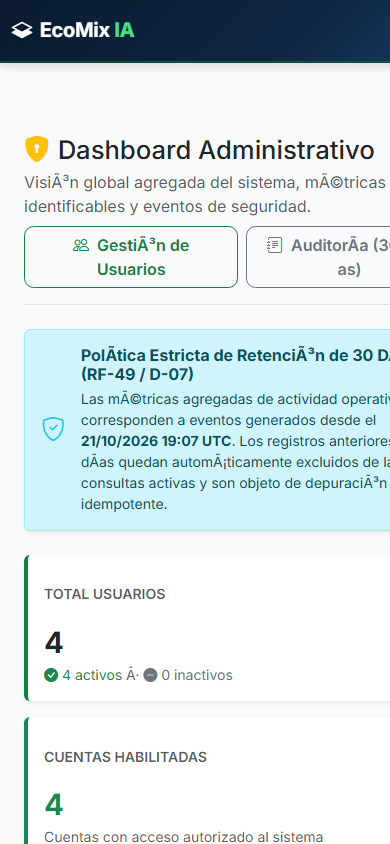 EcoMix IA
Dashboard Administrativo
VisiÃ³n global agregada del sistema, mÃ©tricas
identificables y eventos de seguridad.
GestiÃ³n de
Usuarios
AuditorÃ­a (3
as)
PolÃ­tica Estricta de RetenciÃ³n de 30 D
(RF-49 / D-07)
Las mÃ©tricas agregadas de actividad operativ
corresponden a eventos generados desde el
21/10/2026 19:07 UTC. Los registros anteriores
dÃ­as quedan automÃ¡ticamente excluidos de la
consultas activas y son objeto de depuraciÃ³n
idempotente.
TOTAL USUARIOS
4
4 activos Â· 0 inactivos
CUENTAS HABILITADAS
4
Cuentas con acceso autorizado al sistema